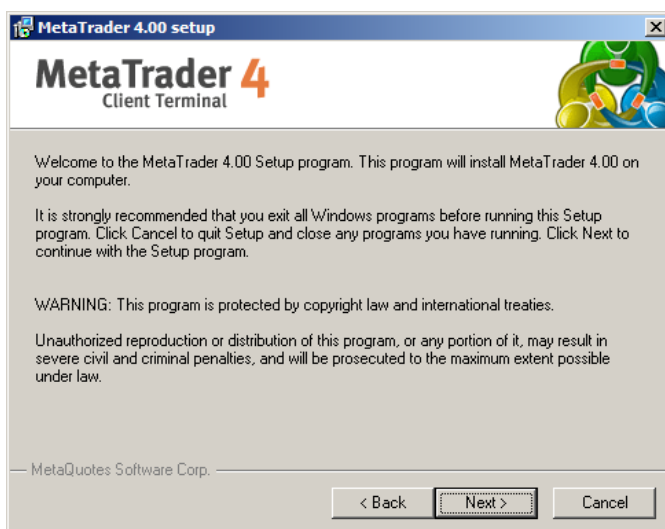 MetaTrader 4.00 setup
MetaTrader 4
Client Terminal
Welcome to the MetaTrader 4.00 Setup program. This program will install MetaTrader 4.00 on
your computer.
It is strongly recommended that you exit all Windows programs before running this Setup
program. Click Cancel to quit Setup and close any programs you have running. Click Next to
continue with the Setup program.
WARNING: This program is protected by copyright law and international treaties.
Unauthorized reproduction or distribution of this program, or any portion of it, may result in
severe civil and criminal penalties, and will be prosecuted to the maximum extent possible
under law.
MetaQuotes Software Corp.
< Back Next > Cancel